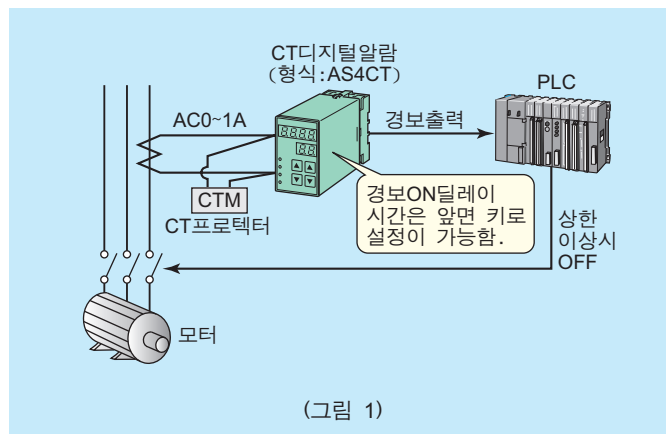 CT디지털알람
(형식:AS4CT)
PLC
AC0~1A
경보출력
CTM
CT프로텍터
경보ON딜레이
시간은 앞면 키로
설정이 가능함.
상한
이상시
OFF
모터
(그림 1)